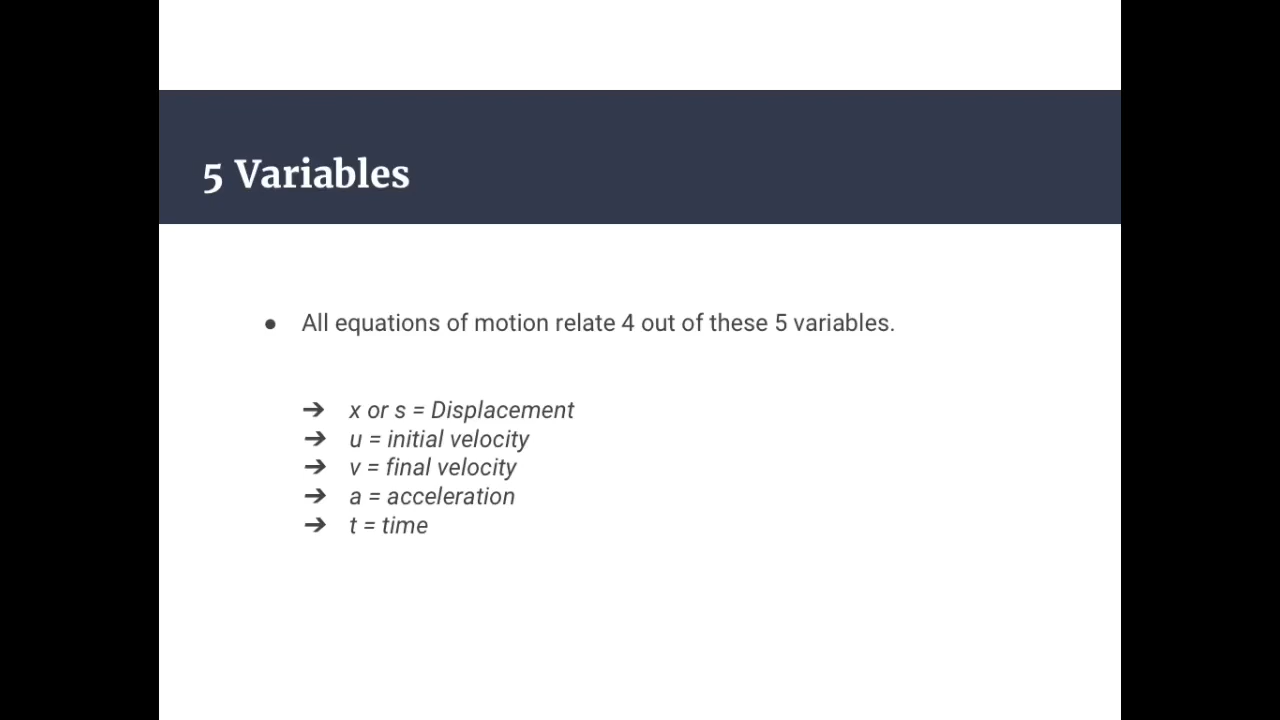 5 Variables
● All equations of motion relate 4 out of these 5 variables.
➔ x or s = Displacement
➔ u = initial velocity
➔ v = final velocity
➔ a = acceleration
➔ t = time